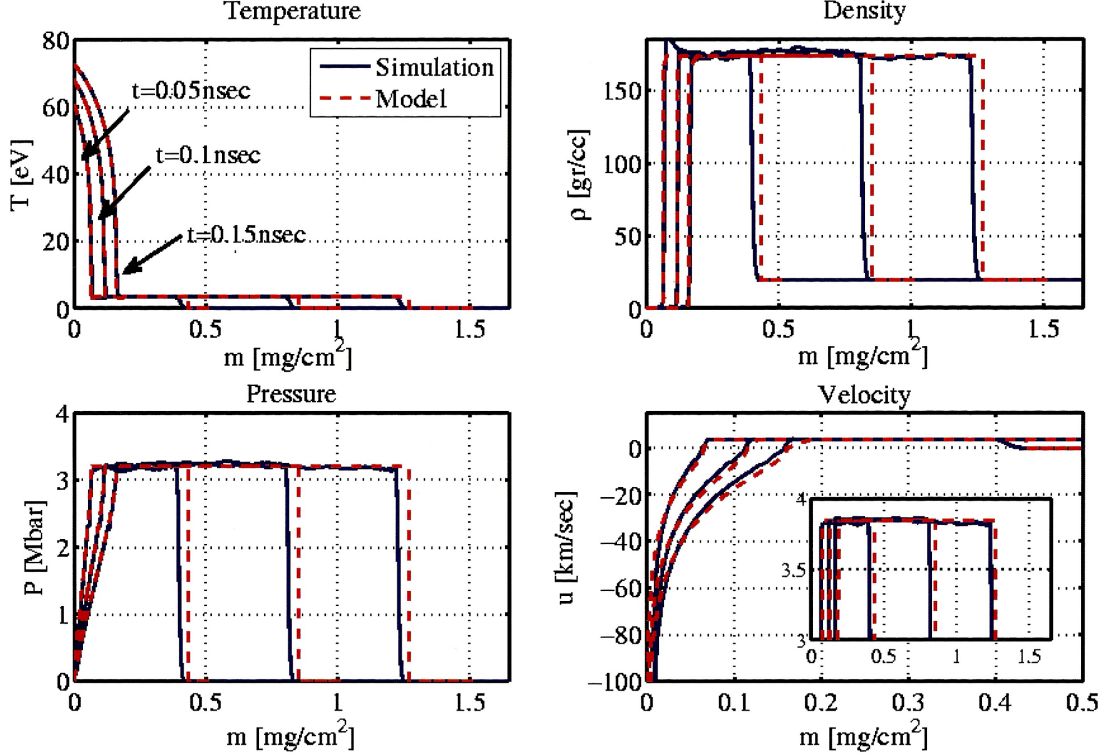 Temperature
80
60
40
20
0
T [eV]
t=0.05nsec
t=0.1nsec
t=0.15nsec
Simulation
Model
0 0.5 1 1.5
m [mg/cm2]
Density
150
100
50
0
ρ [gr/cc]
0 0.5 1 1.5
m [mg/cm2]
Pressure
4
3
2
1
0
P [Mbar]
0 0.5 1 1.5
m [mg/cm2]
Velocity
0
−20
−40
−60
−80
−100
u [km/sec]
4
3.5
3
0 0.5 1 1.5
0 0.1 0.2 0.3 0.4 0.5
m [mg/cm2]